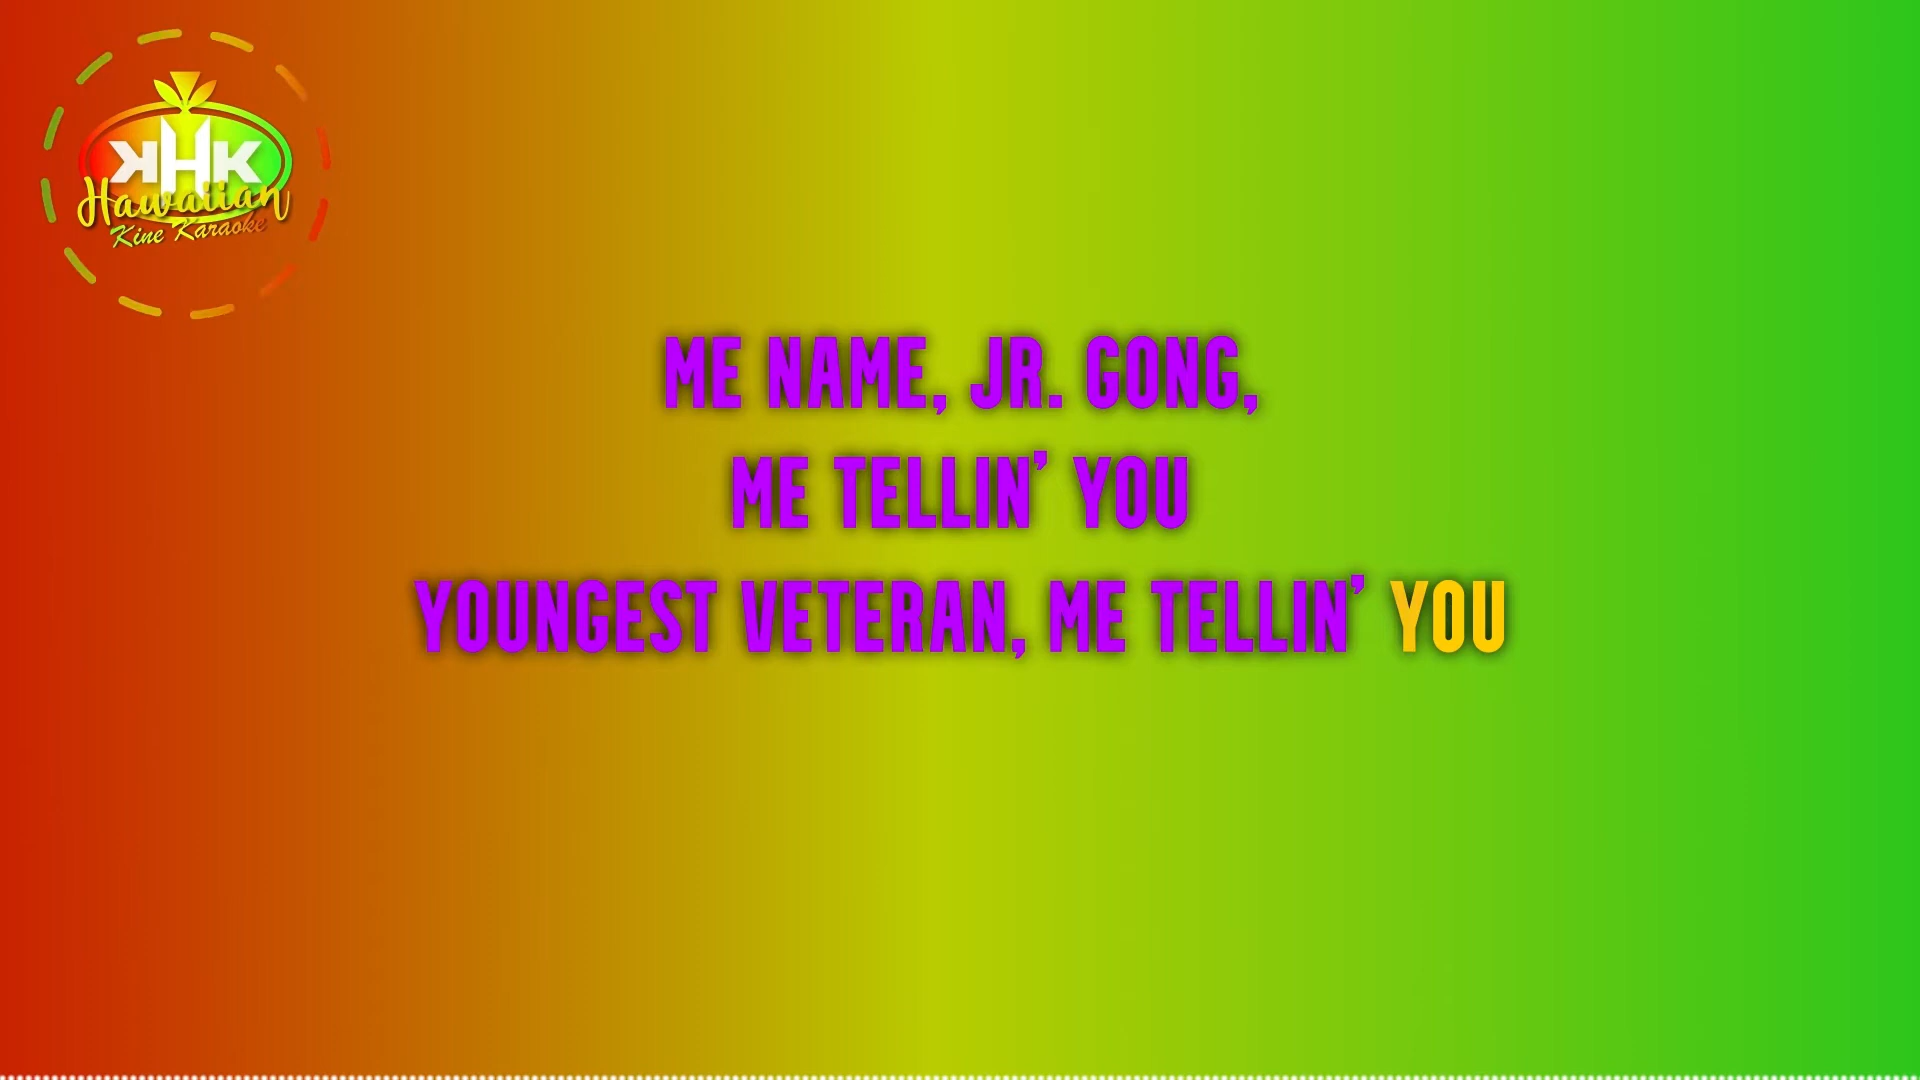 KHK
Hawaiian
Kine Karaoke
ME NAME, JR. GONG,
ME TELLIN’ YOU
YOUNGEST VETERAN, ME TELLIN’ YOU